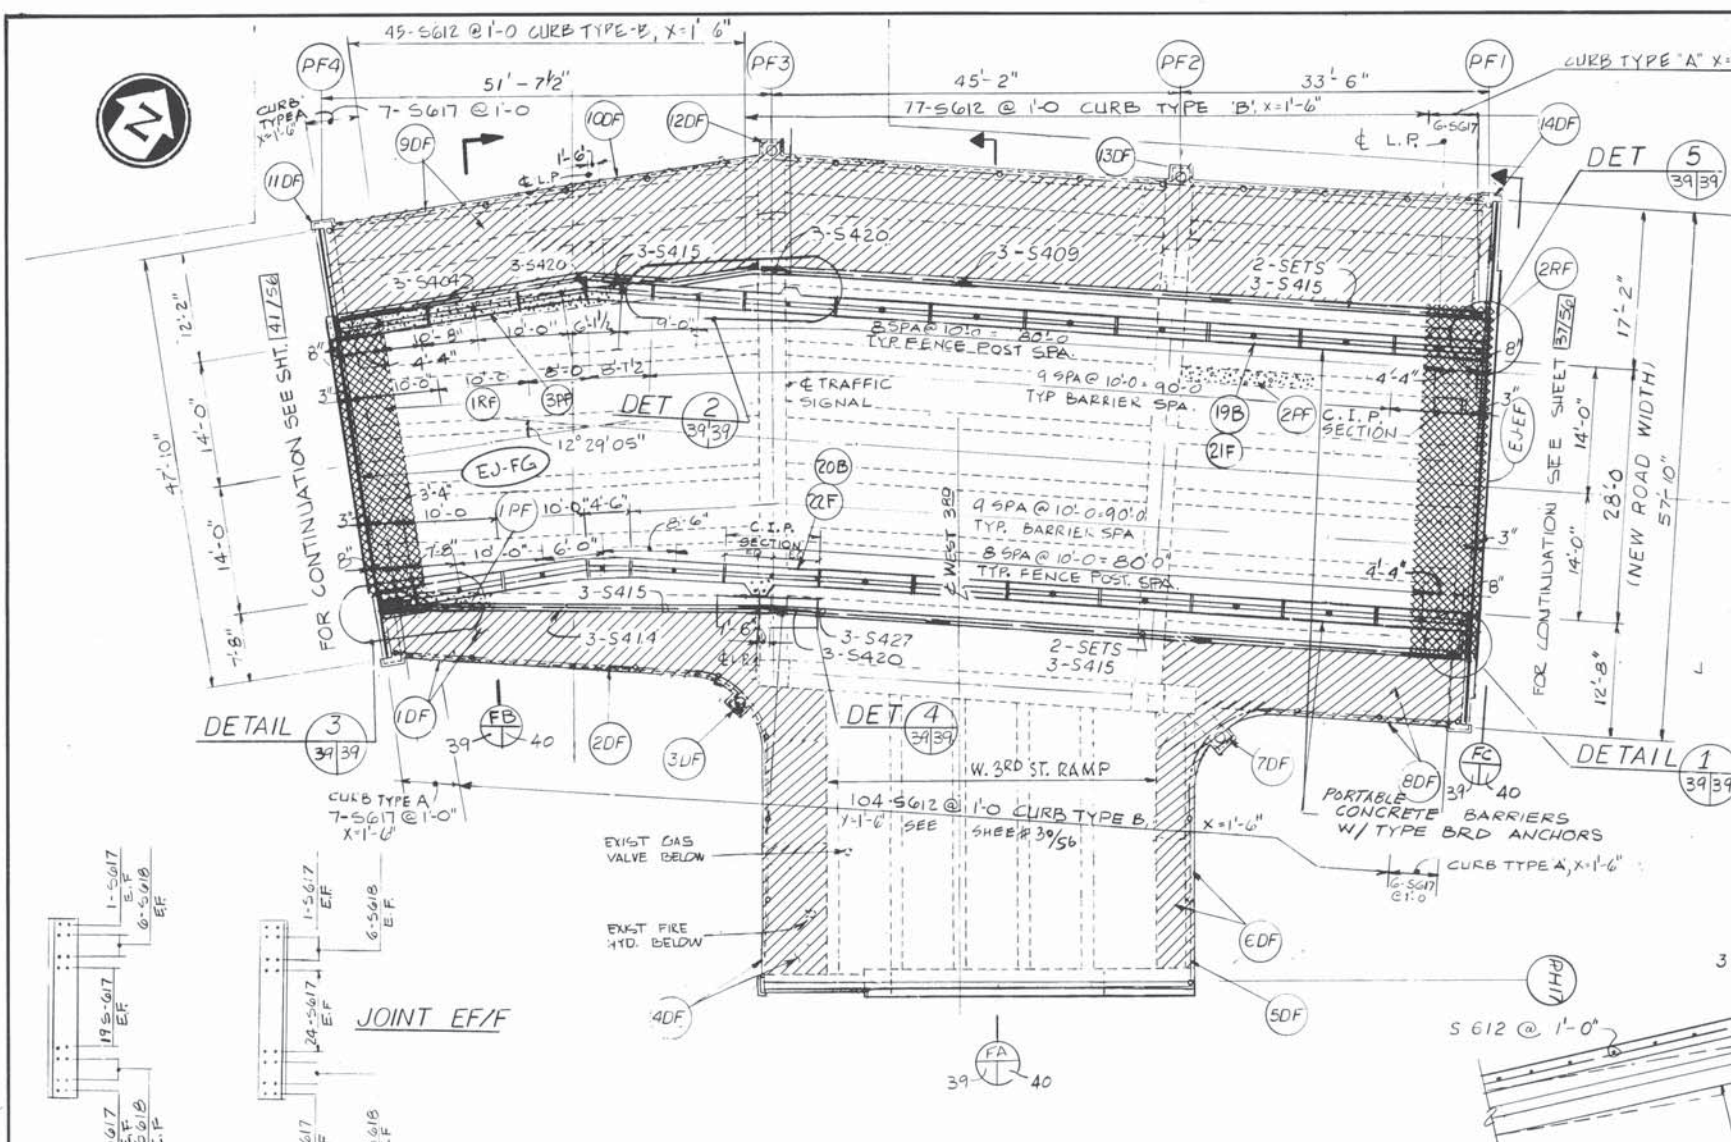 45-S612 @ 1'-0 CURB TYPE-B, X=1'6"
PF4
PF3
PF2
PF1
CURB TYPE "A" X=
51'-7 1/2"
45'-2"
33'-6"
N
CURB
TYPE A
X=1'-6"
7-S617 @ 1'-0
77-S612 @ 1'-0 CURB TYPE 'B', X=1'-6"
6-S617
9DF
10DF
12DF
13DF
14DF
11DF
1'-6"
℄ L.P.
℄ L.P.
DET 5
39|39
3-S404
3-S420
3-S415
3-S420
3-S409
2-SETS
3-S415
2RF
12'-2"
14'-0"
14'-0"
7'-8"
47'-10"
FOR CONTINUATION SEE SHT. 41/56
8"
3"
3"
8"
10'-8"
10'-0"
6'-1 1/2
9'-0"
4'-4"
10'-0"
10'-0
8'-0
8'-1 1/2
1RF
3PF
DET 2
39|39
12°29'05"
EJ-FG
8 SPA @ 10'-0 = 80'-0
TYP. FENCE POST SPA.
9 SPA @ 10'-0 = 90'-0
TYP BARRIER SPA.
℄ TRAFFIC
SIGNAL
19B
21F
2PF
4'-4"
C.I.P.
SECTION
8"
3"
EJ-EF
17'-2"
14'-0"
28'-0
14'-0"
(NEW ROAD WIDTH)
57'-10"
12'-8"
FOR CONTINUATION SEE SHEET 37/56
3'-4"
10'-0
1PF
10'-0"
4'-6"
20B
22F
7'-8"
10'-0"
6'-0"
8'-6"
C.I.P.
SECTION
℄ WEST 3RD
9 SPA @ 10'-0=90'0
TYP. BARRIER SPA
8 SPA @ 10'-0 = 80'0"
TYP. FENCE POST. SPA.
4'-4"
3"
8"
3-S415
3-S414
3-S427
3-S420
2-SETS
3-S415
DETAIL 3
39|39
1DF
FB
39
40
2DF
3DF
DET 4
39|39
7DF
8DF
FC
39
40
DETAIL 1
39|39
W. 3RD ST. RAMP
CURB TYPE A
7-S617 @ 1'-0"
X=1'-6"
104-S612 @ 1'-0 CURB TYPE B,
X=1'-6"
X=1'-6"
SEE SHEET 39/56
PORTABLE
CONCRETE BARRIERS
W/ TYPE BRD ANCHORS
CURB TYPE A, X=1'-6"
6-S617
@1'-0
EXIST GAS
VALVE BELOW
EXIST FIRE
HYD. BELOW
6DF
4DF
5DF
FA
39
40
1-S617
E.F
6-S618
E.F.
19S-617
E.F.
1-S617
E.F.
6-S618
E.F.
24-S617
E.F
JOINT EF/F
S 612 @ 1'-0"
3